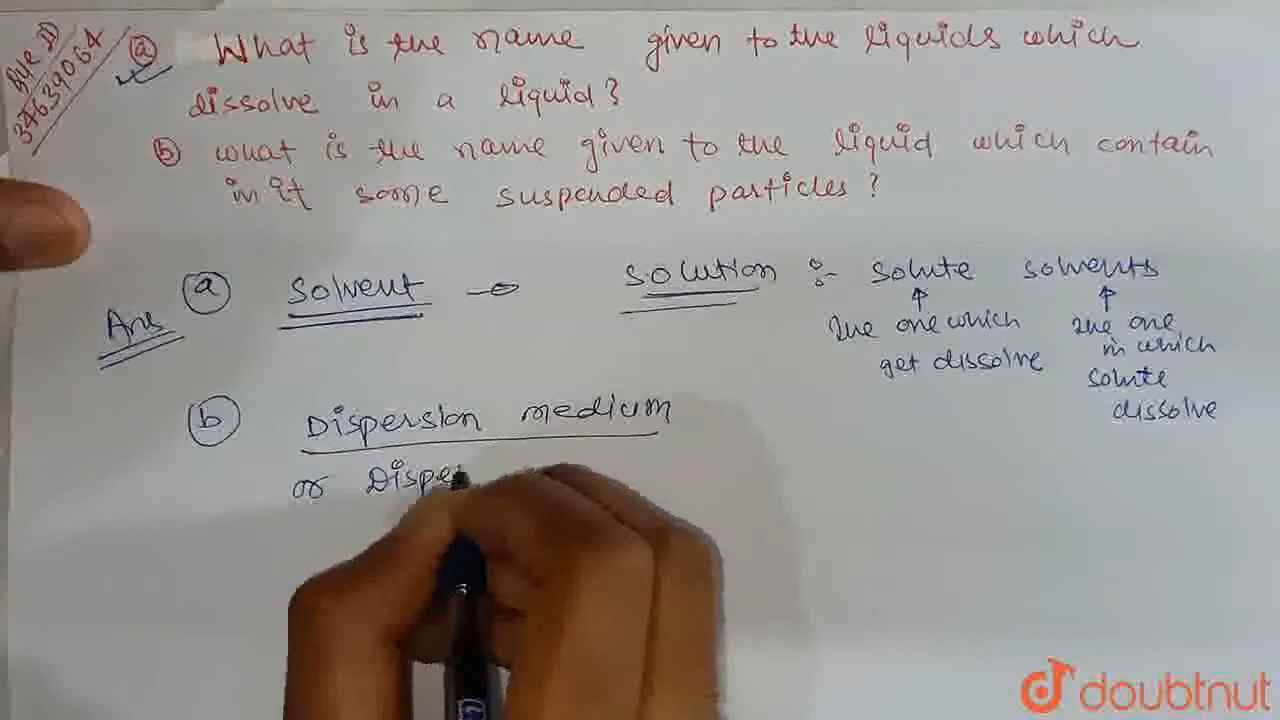 34639064
(a) What is the name given to the liquids which
dissolve in a liquid?
(b) what is the name given to the liquid which contain
in it some suspended particles?
Ans
(a) Solvent → Solution :- solute solvents
The one which
get dissolve
The one
in which
solute
dissolve
(b) Dispersion medium
or Dispe
doubtnut